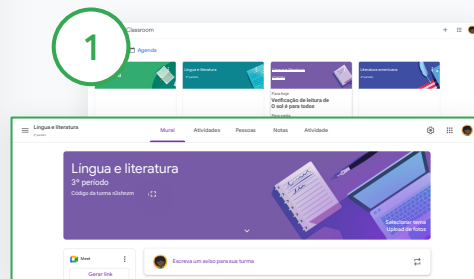 1
Classroom
Agenda
Língua e literatura
Literatura americana
Para hoje
Verificação de leitura de
O sol é para todos
Língua e literatura
Mural
Atividades
Pessoas
Notas
Atividade
Língua e literatura
3º período
Código da turma
Selecionar tema
Upload de fotos
Meet
Gerar link
Escreva um aviso para sua turma